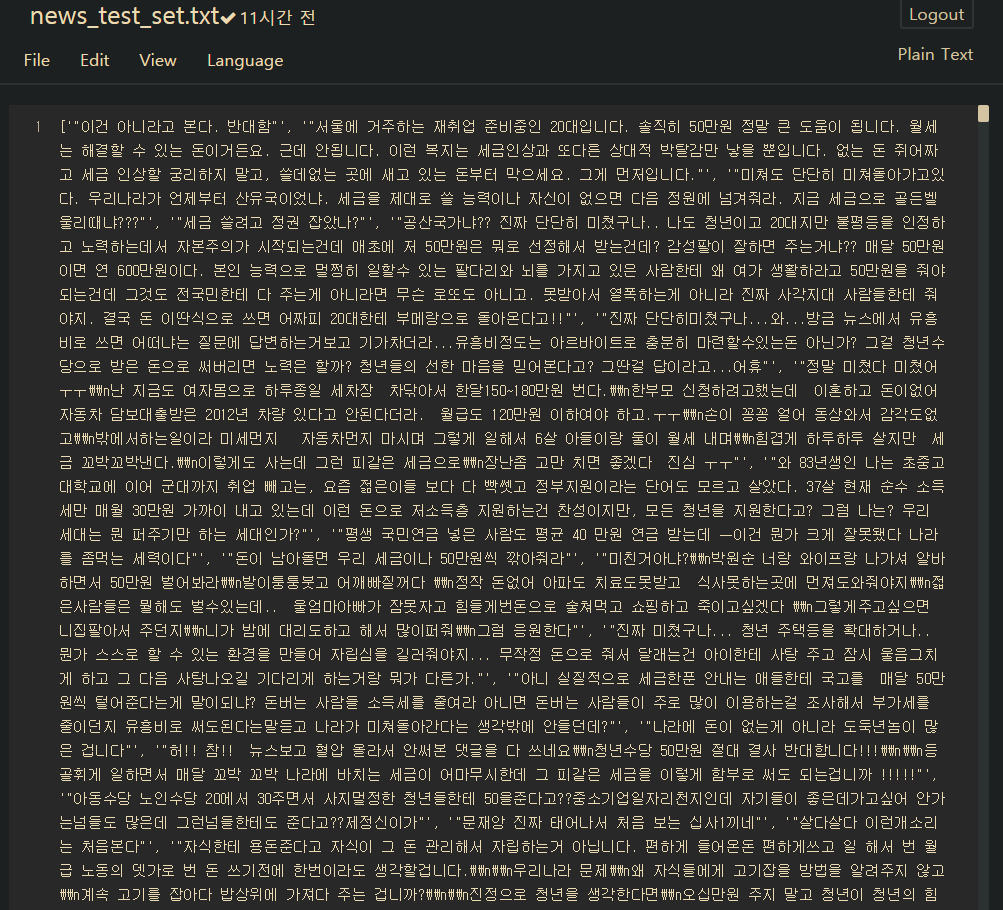 news_test_set.txt✔ 11시간 전
Logout
File Edit View Language
Plain Text
1 ['"이건 아니라고 본다. 반대함"', '"서울에 거주하는 재취업 준비중인 20대입니다. 솔직히 50만원 정말 큰 도움이 됩니다. 월세
는 해결할 수 있는 돈이거든요. 근데 안됩니다. 이런 복지는 세금인상과 또다른 상대적 박탈감만 낳을 뿐입니다. 없는 돈 쥐어짜
고 세금 인상할 궁리하지 말고, 쓸데없는 곳에 새고 있는 돈부터 막으세요. 그게 먼저입니다."', '"미쳐도 단단히 미쳐돌아가고있
다. 우리나라가 언제부터 산유국이었냐. 세금을 제대로 쓸 능력이나 자신이 없으면 다음 정원에 넘겨줘라. 지금 세금으로 골든벨
울리때냐???"', '"세금 쓸려고 정권 잡았나?"', '"공산국가냐?? 진짜 단단히 미쳤구나.. 나도 청년이고 20대지만 불평등을 인정하
고 노력하는데서 자본주의가 시작되는건데 애초에 저 50만원은 뭐로 선정해서 받는건데? 감성팔이 잘하면 주는거냐?? 매달 50만원
이면 연 600만원이다. 본인 능력으로 멀쩡히 일할수 있는 팔다리와 뇌를 가지고 있은 사람한테 왜 여가 생활하라고 50만원을 줘야
되는건데 그것도 전국민한테 다 주는게 아니라면 무슨 로또도 아니고. 못받아서 열폭하는게 아니라 진짜 사각지대 사람들한테 줘
야지. 결국 돈 이딴식으로 쓰면 어짜피 20대한테 부메랑으로 돌아온다고!!"', '"진짜 단단히미쳤구나...와...방금 뉴스에서 유흥
비로 쓰면 어떠냐는 질문에 답변하는거보고 기가차더라...유흥비정도는 아르바이트로 충분히 마련할수있는돈 아닌가? 그걸 청년수
당으로 받은 돈으로 써버리면 노력은 할까? 청년들의 선한 마음을 믿어본다고? 그딴걸 답이라고...어휴"', '"정말 미쳤다 미쳤어
ㅜㅜ₩₩n난 지금도 여자몸으로 하루종일 세차장  차닦아서 한달150~180만원 번다.₩₩n한부모 신청하려고했는데  이혼하고 돈이없어
자동차 담보대출받은 2012년 차량 있다고 안된다더라.  월급도 120만원 이하여야 하고.ㅜㅜ₩₩n손이 꽁꽁 얼어 동상와서 감각도없
고₩₩n밖에서하는일이라 미세먼지   자동차먼지 마시며 그렇게 일해서 6살 아들이랑 둘이 월세 내며₩₩n힘겹게 하루하루 살지만  세
금 꼬박꼬박낸다.₩₩n이렇게도 사는데 그런 피같은 세금으로₩₩n장난좀 고만 치면 좋겠다  진심 ㅜㅜ"', '"와 83년생인 나는 초중고
대학교에 이어 군대까지 취업 빼고는, 요즘 젊은이들 보다 다 빡쎗고 정부지원이라는 단어도 모르고 살았다. 37살 현재 순수 소득
세만 매월 30만원 가까이 내고 있는데 이런 돈으로 저소득층 지원하는건 찬성이지만, 모든 청년을 지원한다고? 그럼 나는? 우리
세대는 뭔 퍼주기만 하는 세대인가?"', '"평생 국민연금 넣은 사람도 평균 40 만원 연금 받는데 —이건 뭔가 크게 잘못됐다 나라
를 좀먹는 세력이다"', '"돈이 남아돌면 우리 세금이나 50만원씩 깎아줘라"', '"미친거아냐?₩₩n박원순 너랑 와이프랑 나가셔 알바
하면서 50만원 벌어봐라₩₩n발이퉁퉁붓고 어깨빠질꺼다 ₩₩n정작 돈없어 아파도 치료도못받고  식사못하는곳에 먼져도와줘야지₩₩n젊
은사람들은 뭘해도 벌수있는데.. 울엄마아빠가 잠못자고 힘들게번돈으로 술쳐먹고 쇼핑하고 죽이고싶겠다 ₩₩n그렇게주고싶으면
니집팔아서 주던지₩₩n니가 밤에 대리도하고 해서 많이퍼줘₩₩n그럼 응원한다"', '"진짜 미쳤구나... 청년 주택등을 확대하거나..
뭔가 스스로 할 수 있는 환경을 만들어 자립심을 길러줘야지... 무작정 돈으로 줘서 달래는건 아이한테 사탕 주고 잠시 울음그치
게 하고 그 다음 사탕나오길 기다리게 하는거랑 뭐가 다른가."', '"아니 실질적으로 세금한푼 안내는 애들한테 국고를  매달 50만
원씩 털어준다는게 말이되냐? 돈버는 사람들 소득세를 줄여라 아니면 돈버는 사람들이 주로 많이 이용하는걸 조사해서 부가세를
줄이던지 유흥비로 써도된다는말듣고 나라가 미쳐돌아간다는 생각밖에 안들던데?"', '"나라에 돈이 없는게 아니라 도둑년놈이 많
은 겁니다"', '"허!! 참!!  뉴스보고 혈압 올라서 안써본 댓글을 다 쓰네요₩₩n청년수당 50만원 절대 결사 반대합니다!!!₩₩n₩₩n등
골휘게 일하면서 매달 꼬박 꼬박 나라에 바치는 세금이 어마무시한데 그 피같은 세금을 이렇게 함부로 써도 되는겁니까 !!!!!"',
'"아동수당 노인수당 20에서 30주면서 사지멀정한 청년들한테 50을준다고??중소기업일자리천지인데 자기들이 좋은데가고싶어 안가
는넘들도 많은데 그런넘들한테도 준다고??제정신이가"', '"문재앙 진짜 태어나서 처음 보는 십사1끼네"', '"살다살다 이런개소리
는 처음본다"', '"자식한테 용돈준다고 자식이 그 돈 관리해서 자립하는거 아닙니다. 편하게 들어온돈 편하게쓰고 일 해서 번 월
급 노동의 댓가로 번 돈 쓰기전에 한번이라도 생각할겁니다.₩₩n₩₩n우리나라 문제₩₩n왜 자식들에게 고기잡을 방법을 알려주지 않고
₩₩n계속 고기를 잡아다 밥상위에 가져다 주는 겁니까?₩₩n₩₩n진정으로 청년을 생각한다면₩₩n오십만원 주지 말고 청년이 청년의 힘